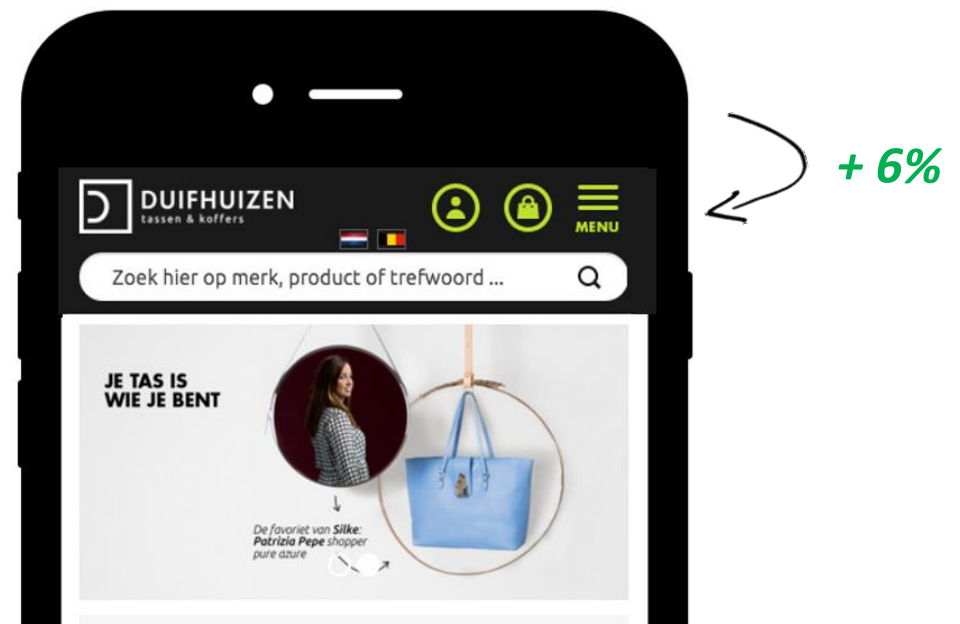 DUIFHUIZEN
tassen & koffers
MENU
+ 6%
Zoek hier op merk, product of trefwoord ...
JE TAS IS
WIE JE BENT
De favoriet van Silke:
Patrizia Pepe shopper
pure azure